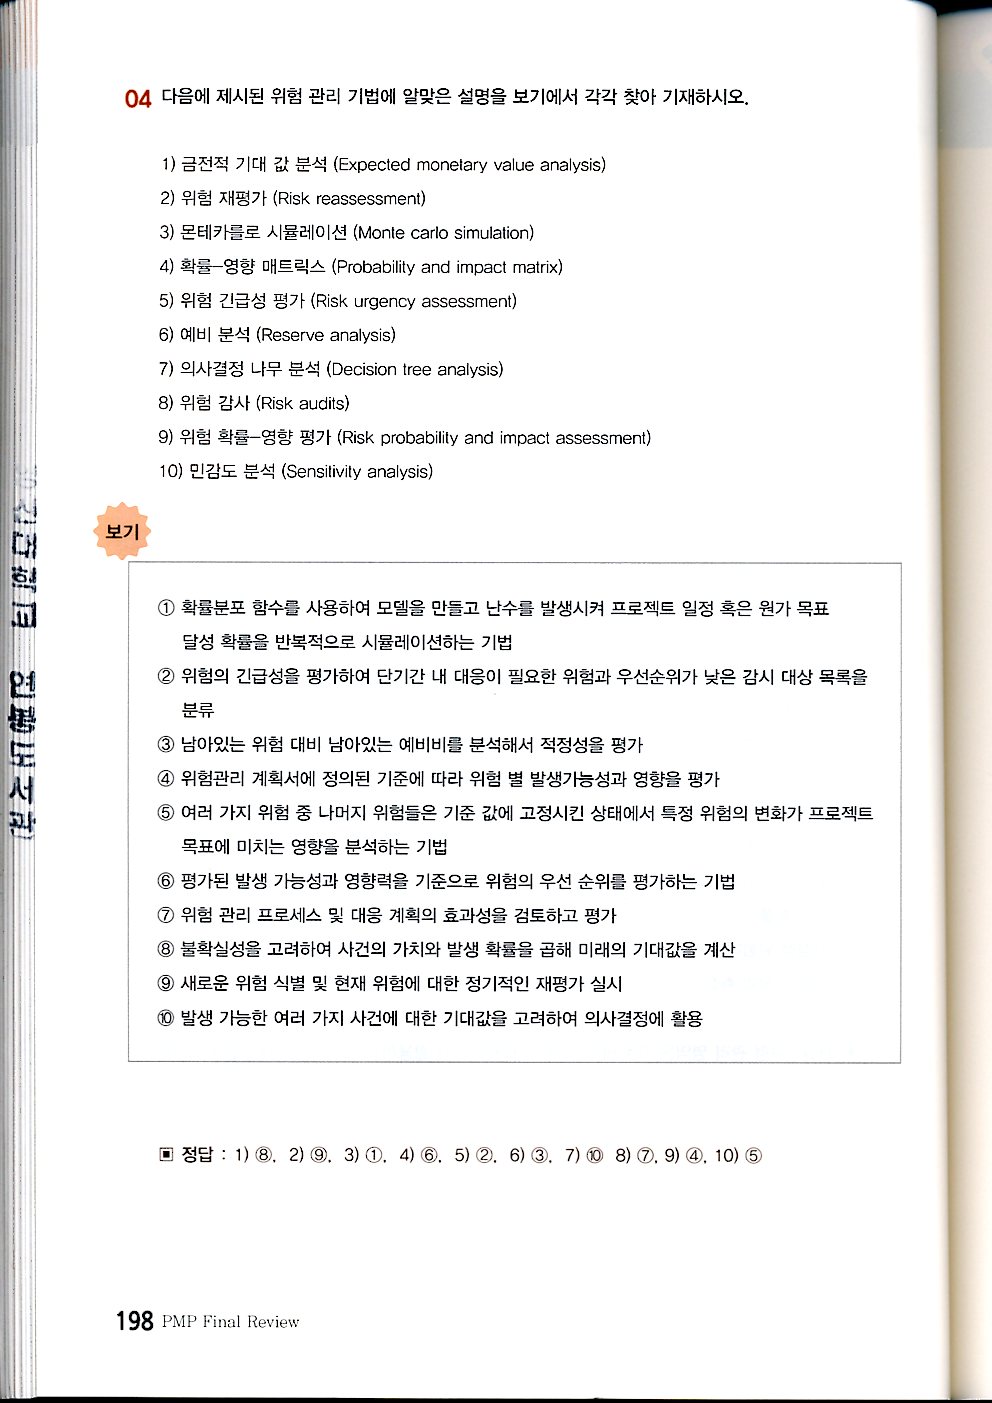 04 다음에 제시된 위험 관리 기법에 알맞은 설명을 보기에서 각각 찾아 기재하시오.
1) 금전적 기대 값 분석 (Expected monetary value analysis)
2) 위험 재평가 (Risk reassessment)
3) 몬테카를로 시뮬레이션 (Monte carlo simulation)
4) 확률-영향 매트릭스 (Probability and impact matrix)
5) 위험 긴급성 평가 (Risk urgency assessment)
6) 예비 분석 (Reserve analysis)
7) 의사결정 나무 분석 (Decision tree analysis)
8) 위험 감사 (Risk audits)
9) 위험 확률-영향 평가 (Risk probability and impact assessment)
10) 민감도 분석 (Sensitivity analysis)
보기
① 확률분포 함수를 사용하여 모델을 만들고 난수를 발생시켜 프로젝트 일정 혹은 원가 목표
달성 확률을 반복적으로 시뮬레이션하는 기법
② 위험의 긴급성을 평가하여 단기간 내 대응이 필요한 위험과 우선순위가 낮은 감시 대상 목록을
분류
③ 남아있는 위험 대비 남아있는 예비비를 분석해서 적정성을 평가
④ 위험관리 계획서에 정의된 기준에 따라 위험 별 발생가능성과 영향을 평가
⑤ 여러 가지 위험 중 나머지 위험들은 기준 값에 고정시킨 상태에서 특정 위험의 변화가 프로젝트
목표에 미치는 영향을 분석하는 기법
⑥ 평가된 발생 가능성과 영향력을 기준으로 위험의 우선 순위를 평가하는 기법
⑦ 위험 관리 프로세스 및 대응 계획의 효과성을 검토하고 평가
⑧ 불확실성을 고려하여 사건의 가치와 발생 확률을 곱해 미래의 기대값을 계산
⑨ 새로운 위험 식별 및 현재 위험에 대한 정기적인 재평가 실시
⑩ 발생 가능한 여러 가지 사건에 대한 기대값을 고려하여 의사결정에 활용
▣ 정답 : 1) ⑧, 2) ⑨, 3) ①, 4) ⑥, 5) ②, 6) ③, 7) ⑩ 8) ⑦, 9) ④, 10) ⑤
198 PMP Final Review